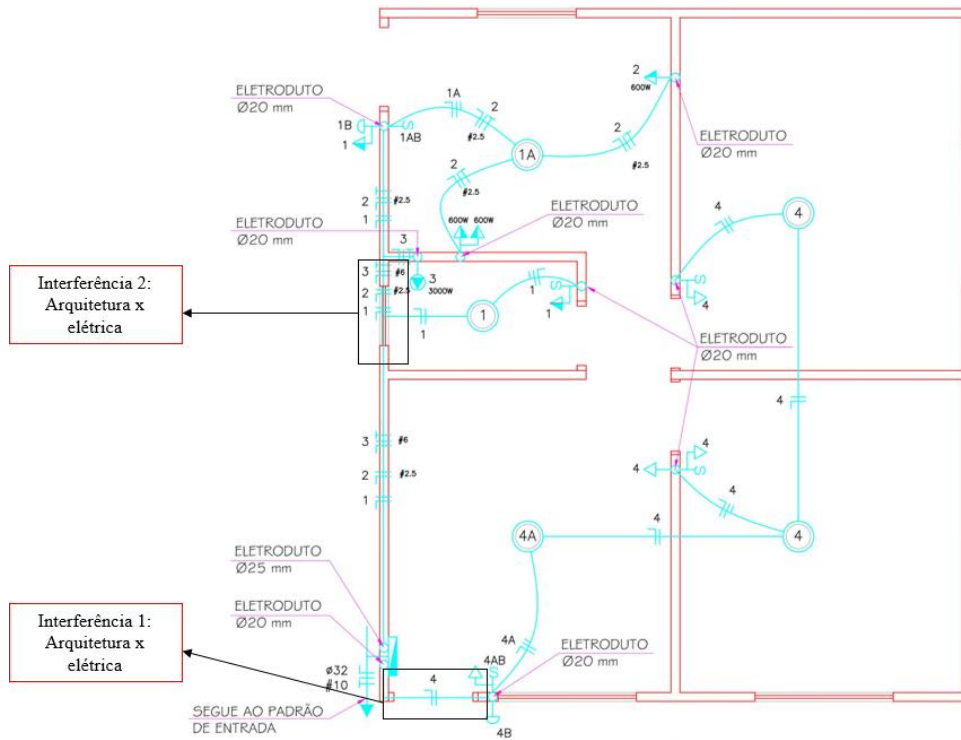 ELETRODUTO
Ø20 mm
1A
2
#2.5
1B
1
1AB
2
600W
ELETRODUTO
Ø20 mm
2
#2.5
1A
2
#2.5
2
#2.5
1
ELETRODUTO
Ø20 mm
600W 600W
ELETRODUTO
Ø20 mm
4
4
3
3
3000W
3
#6
2
#2.5
1
Interferência 2:
Arquitetura x
elétrica
1
1
1
1
4
ELETRODUTO
Ø20 mm
4
3
#6
2
#2.5
1
4
4
4
4A
4
4
ELETRODUTO
Ø25 mm
ELETRODUTO
Ø20 mm
Interferência 1:
Arquitetura x
elétrica
ø32
#10
4
4A
4AB
ELETRODUTO
Ø20 mm
SEGUE AO PADRÃO
DE ENTRADA
4B